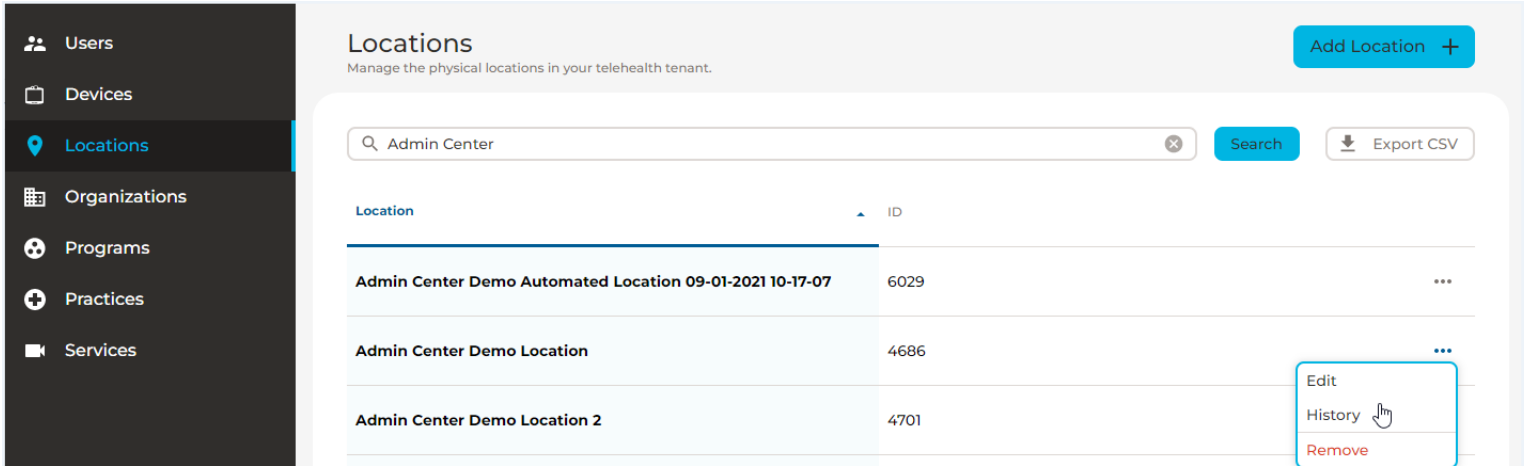 Users
Devices
Locations
Organizations
Programs
Practices
Services
Locations
Manage the physical locations in your telehealth tenant.
Add Location +
Admin Center
Search
Export CSV
Location
ID
Admin Center Demo Automated Location 09-01-2021 10-17-07 6029
Admin Center Demo Location 4686
Admin Center Demo Location 2 4701
Edit
History
Remove